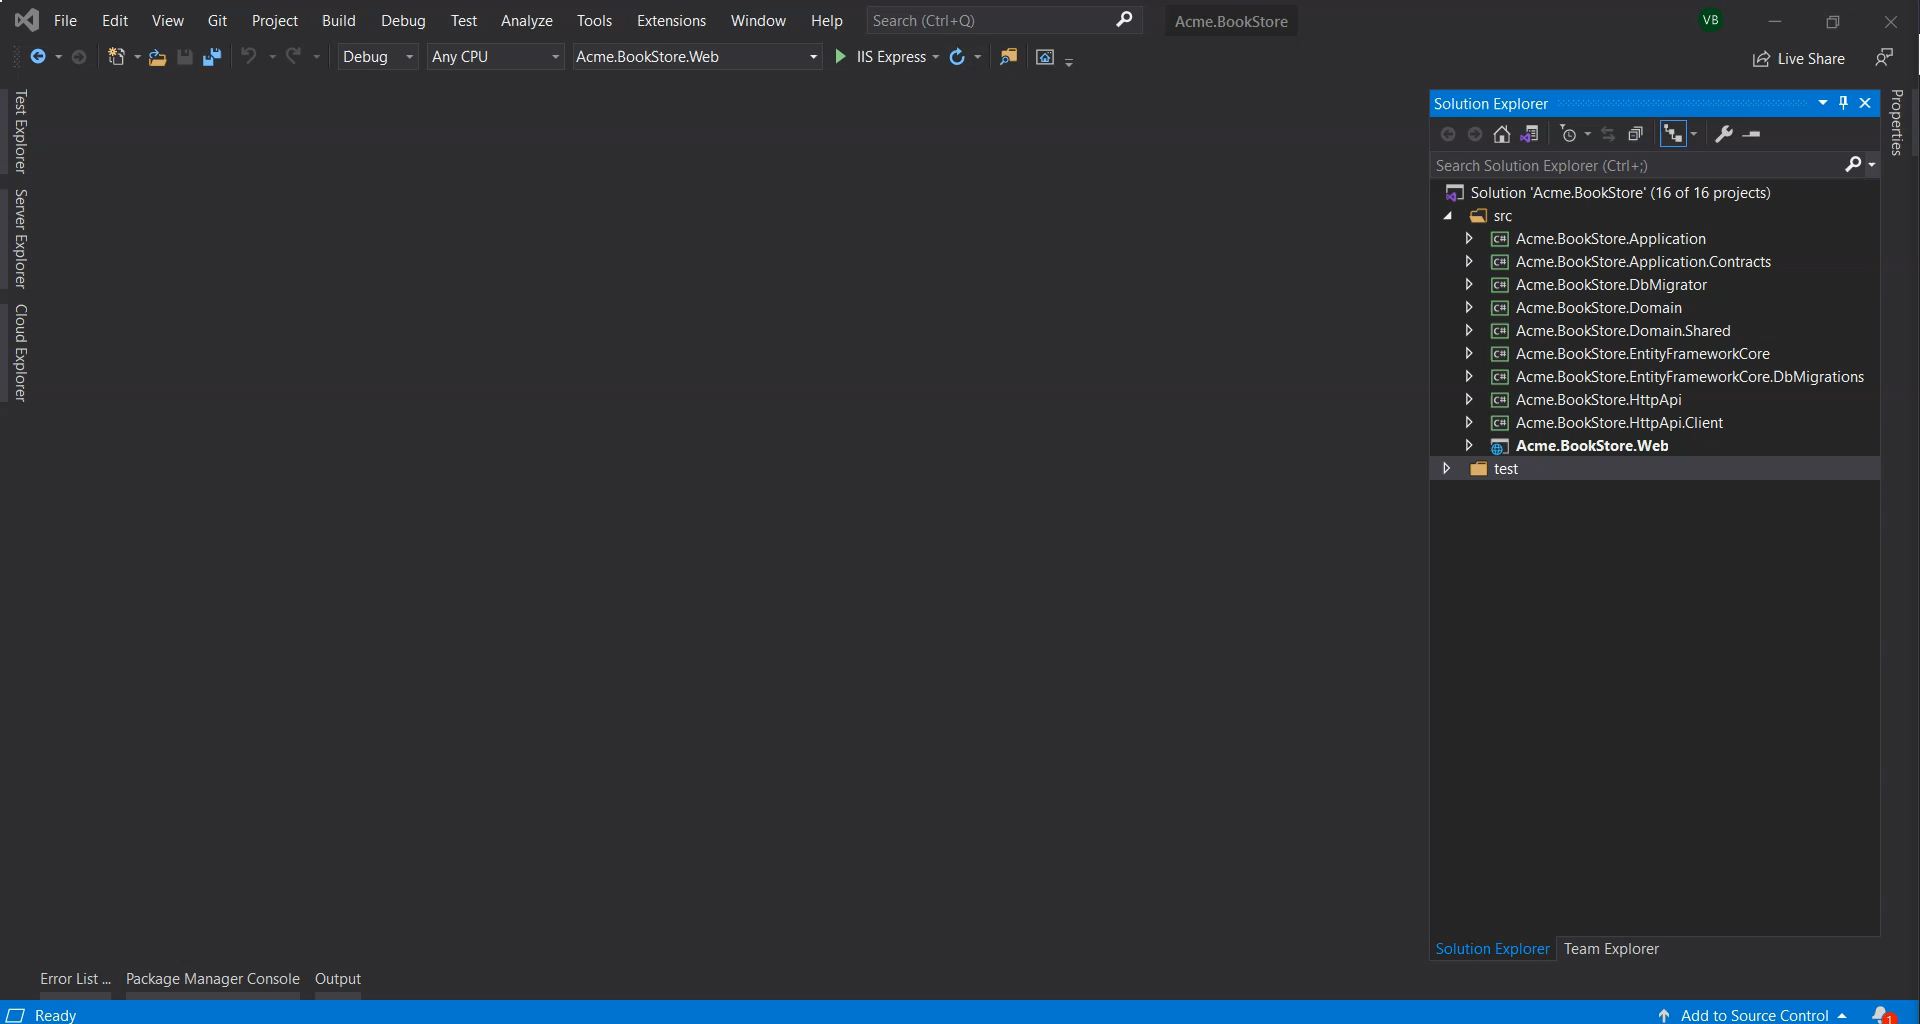 File Edit View Git Project Build Debug Test Analyze Tools Extensions Window Help Search (Ctrl+Q) Acme.BookStore VB
Debug Any CPU Acme.BookStore.Web IIS Express Live Share
Test Explorer
Server Explorer
Cloud Explorer
Solution Explorer
Properties
Search Solution Explorer (Ctrl+;)
Solution 'Acme.BookStore' (16 of 16 projects)
src
C# Acme.BookStore.Application
C# Acme.BookStore.Application.Contracts
C# Acme.BookStore.DbMigrator
C# Acme.BookStore.Domain
C# Acme.BookStore.Domain.Shared
C# Acme.BookStore.EntityFrameworkCore
C# Acme.BookStore.EntityFrameworkCore.DbMigrations
C# Acme.BookStore.HttpApi
C# Acme.BookStore.HttpApi.Client
Acme.BookStore.Web
test
Solution Explorer Team Explorer
Error List ... Package Manager Console Output
Ready Add to Source Control 1